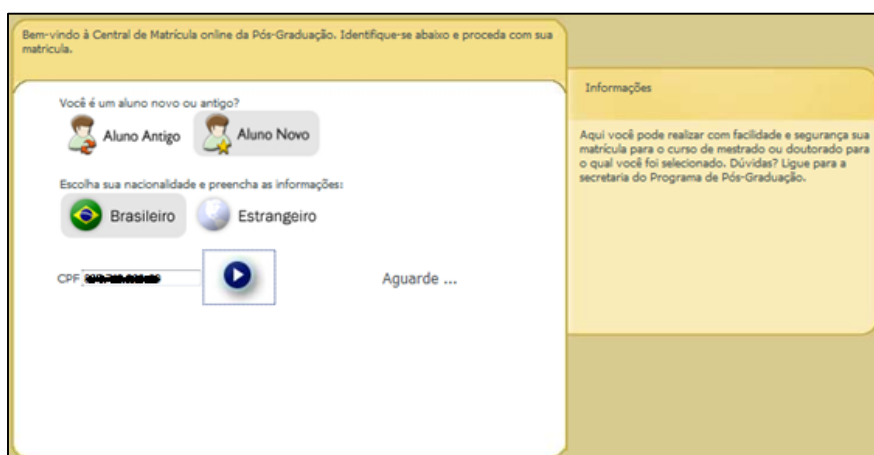 Bem-vindo à Central de Matrícula online da Pós-Graduação. Identifique-se abaixo e proceda com sua
matricula.
Você é um aluno novo ou antigo?
Aluno Antigo
Aluno Novo
Escolha sua nacionalidade e preencha as informações:
Brasileiro
Estrangeiro
CPF
Aguarde ...
Informações
Aqui você pode realizar com facilidade e segurança sua
matrícula para o curso de mestrado ou doutorado para
o qual você foi selecionado. Dúvidas? Ligue para a
secretaria do Programa de Pós-Graduação.